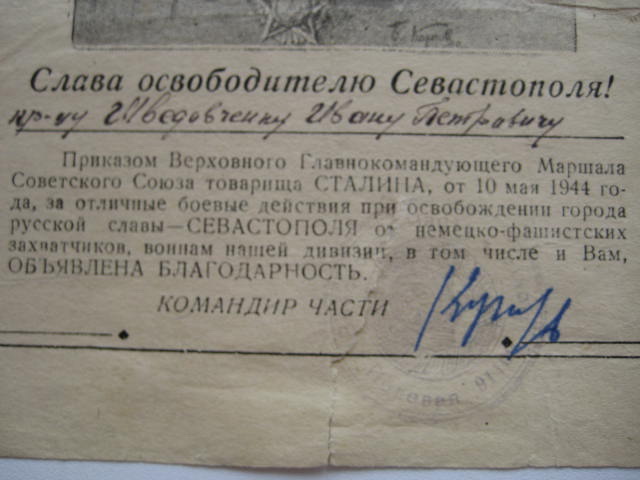 Слава освободителю Севастополя!
кр-цу Шведовченку Ивану Петровичу
Приказом Верховного Главнокомандующего Маршала
Советского Союза товарища СТАЛИНА, от 10 мая 1944 го-
да, за отличные боевые действия при освобождении города
русской славы—СЕВАСТОПОЛЯ от немецко-фашистских
захватчиков, воинам нашей дивизии, в том числе и Вам,
ОБЪЯВЛЕНА БЛАГОДАРНОСТЬ.
КОМАНДИР ЧАСТИ